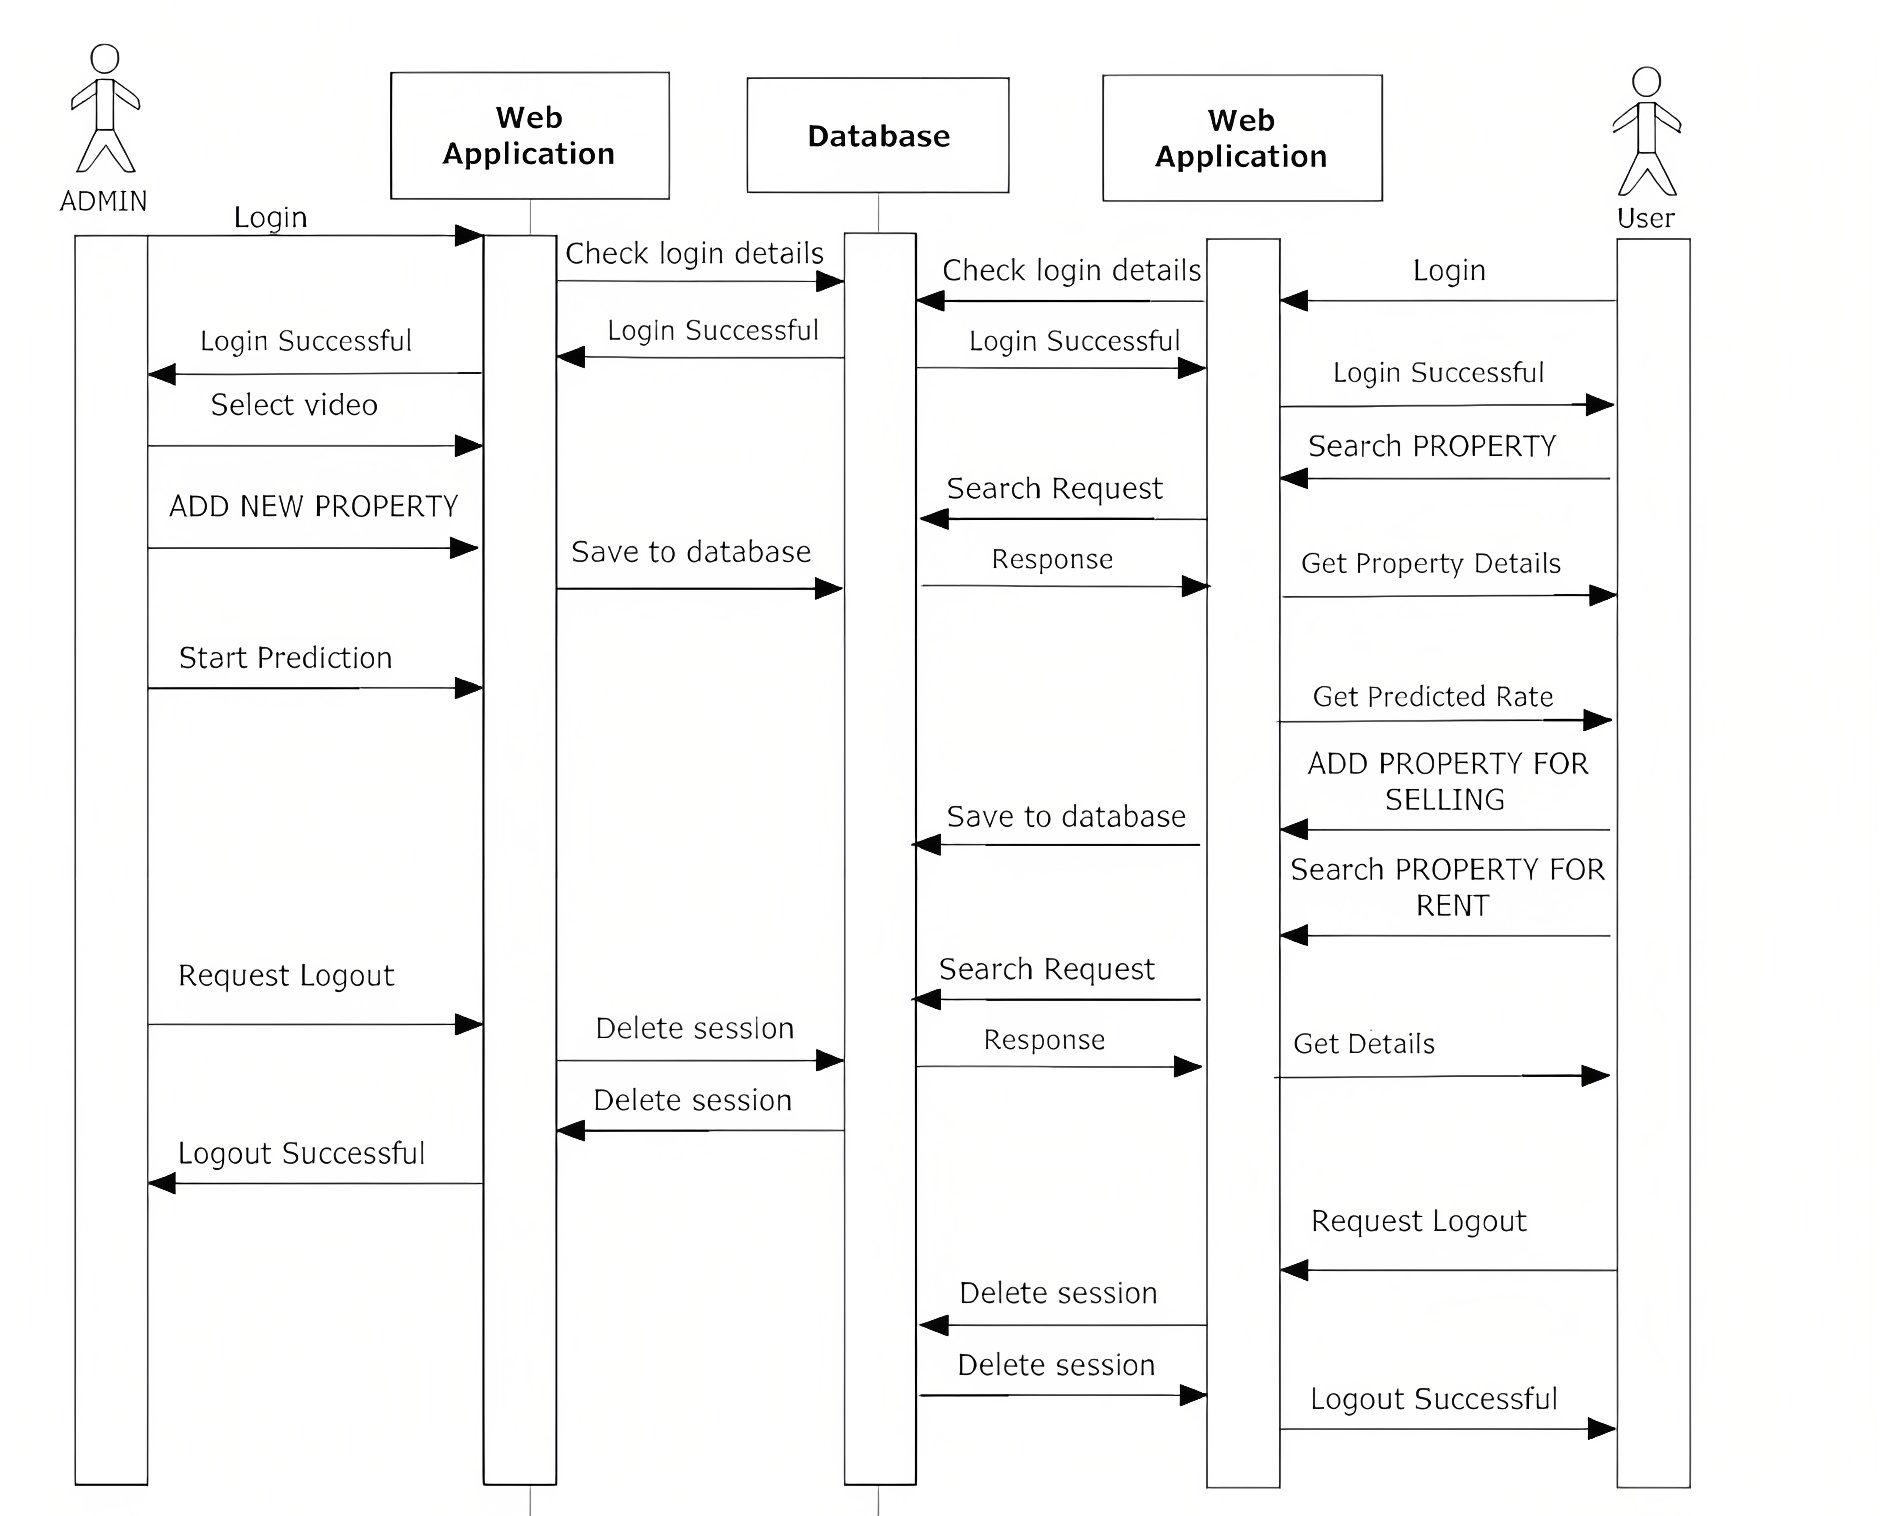 Web
Application
Database
Web
Application
ADMIN
User
Login
Check login details
Check login details
Login
Login Successful
Login Successful
Login Successful
Login Successful
Select video
Search PROPERTY
Search Request
ADD NEW PROPERTY
Save to database
Response
Get Property Details
Start Prediction
Get Predicted Rate
ADD PROPERTY FOR
SELLING
Save to database
Search PROPERTY FOR
RENT
Search Request
Request Logout
Delete session
Response
Get Details
Delete session
Logout Successful
Request Logout
Delete session
Delete session
Logout Successful